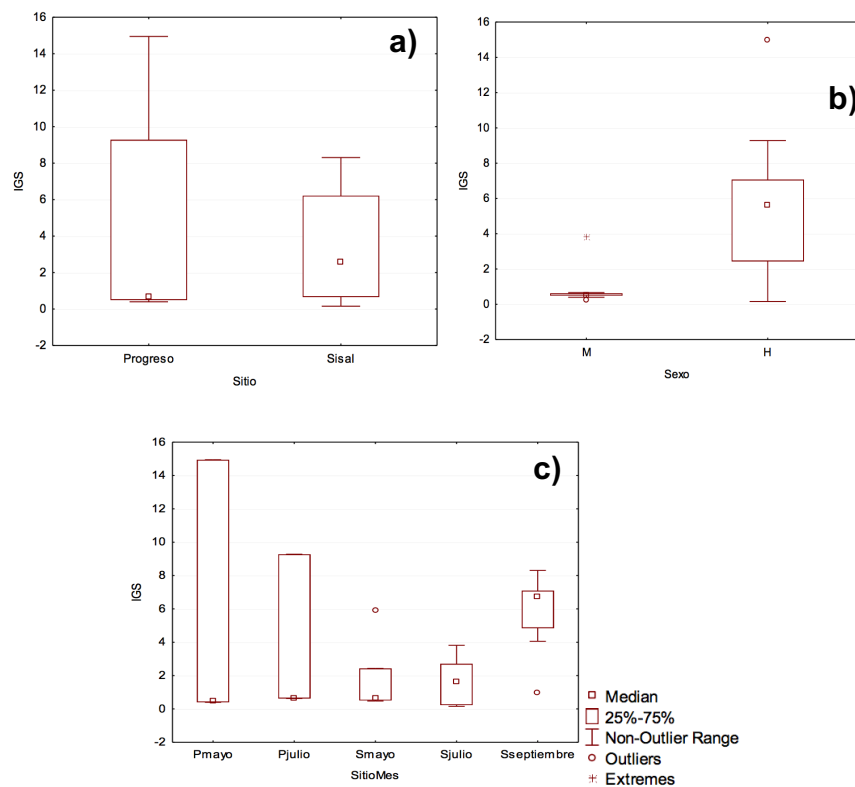 16
14
12
10
8
6
4
2
0
-2
IGS
Progreso
Sisal
Sitio
a)
16
14
12
10
8
6
4
2
0
-2
IGS
M
H
Sexo
b)
16
14
12
10
8
6
4
2
0
-2
IGS
Pmayo
Pjulio
Smayo
Sjulio
Sseptiembre
SitioMes
c)
Median
25%-75%
Non-Outlier Range
Outliers
Extremes